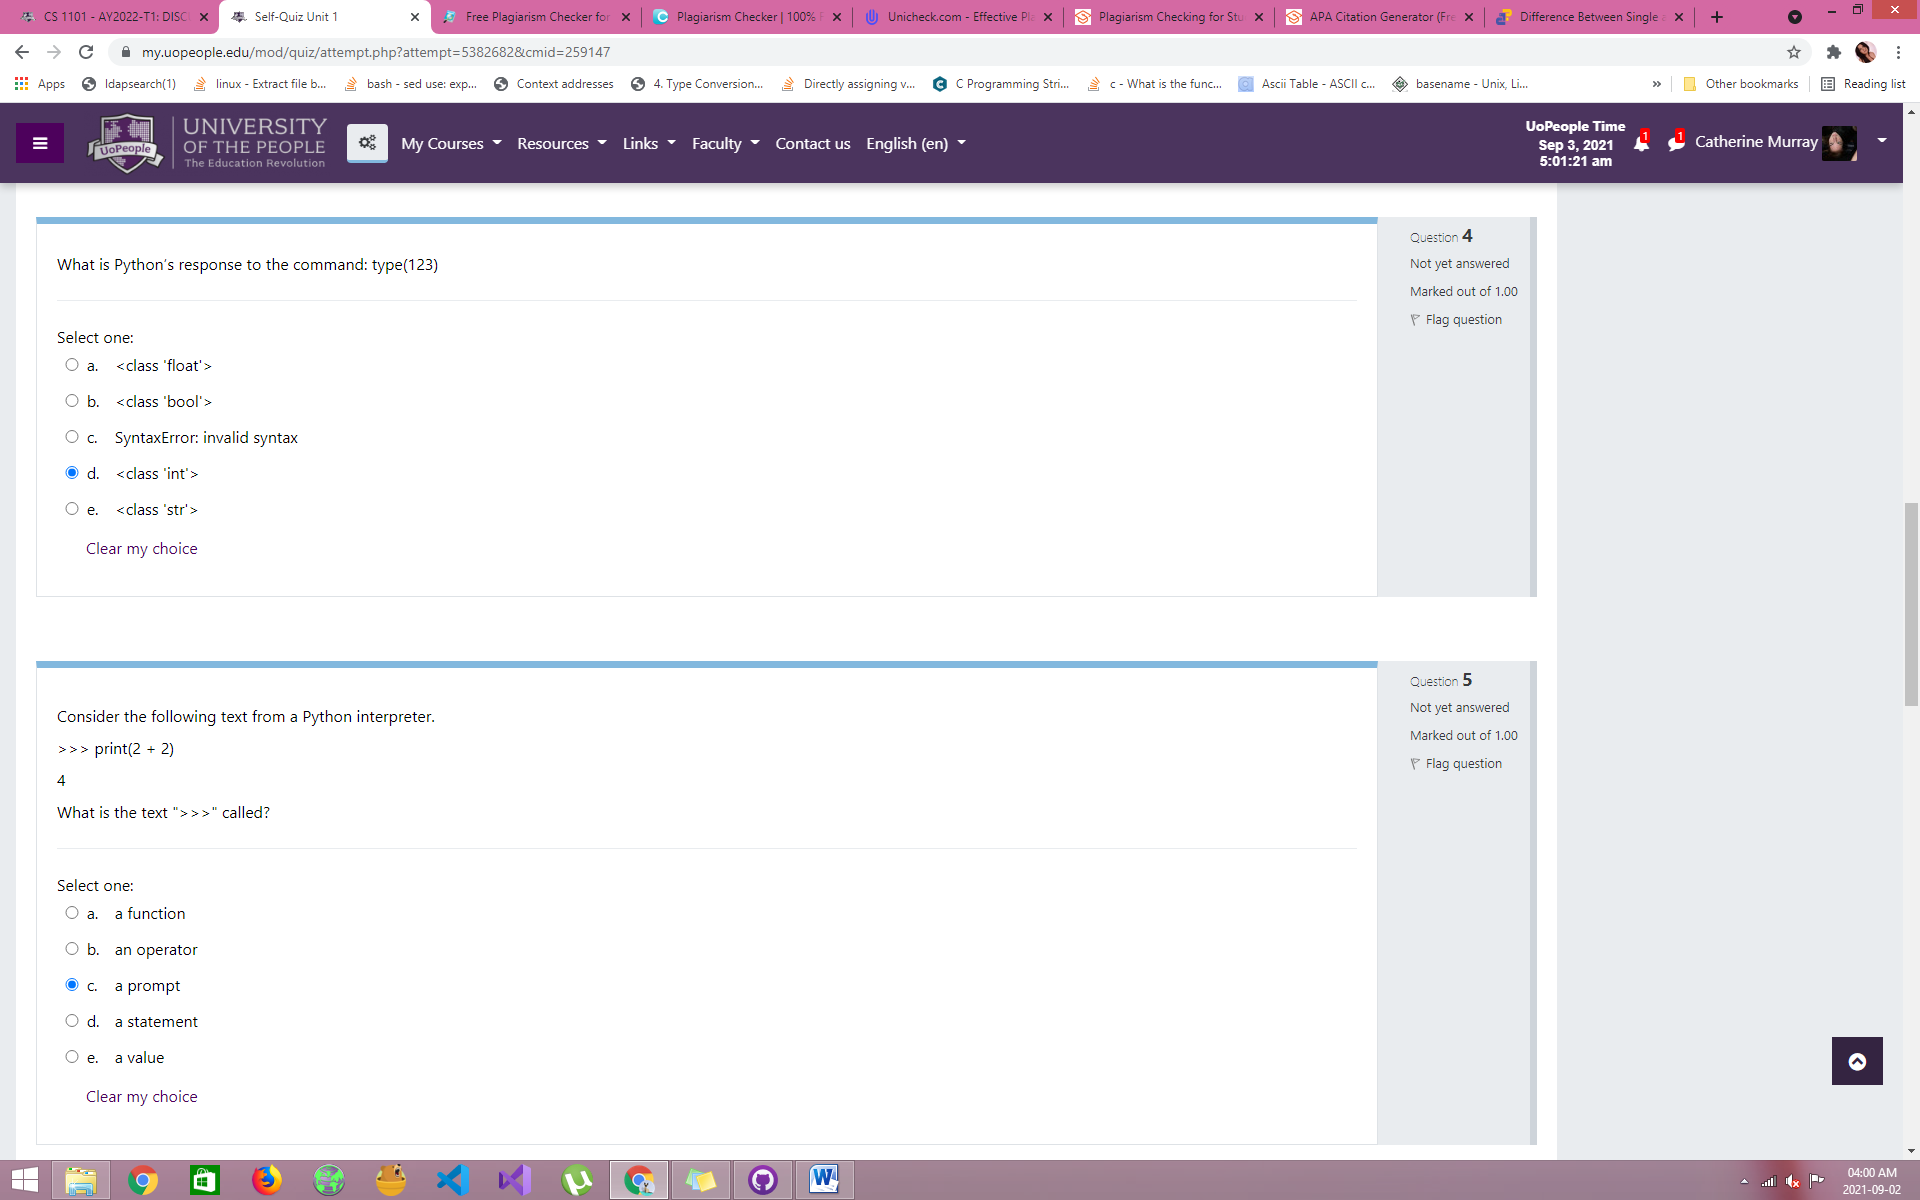 CS 1101 - AY2022-T1: DISC
Self-Quiz Unit 1
Free Plagiarism Checker for
Plagiarism Checker | 100% F
Unicheck.com - Effective Pla
Plagiarism Checking for Stu
APA Citation Generator (Fre
Difference Between Single a
my.uopeople.edu/mod/quiz/attempt.php?attempt=5382682&cmid=259147
Apps
ldapsearch(1)
linux - Extract file b...
bash - sed use: exp...
Context addresses
4. Type Conversion...
Directly assigning v...
C Programming Stri...
c - What is the func...
Ascii Table - ASCII c...
basename - Unix, Li...
»
Other bookmarks
Reading list
UoPeople
UNIVERSITY
OF THE PEOPLE
The Education Revolution
My Courses
Resources
Links
Faculty
Contact us
English (en)
UoPeople Time
Sep 3, 2021
5:01:21 am
1
1
Catherine Murray
What is Python's response to the command: type(123)
Select one:
a. <class 'float'>
b. <class 'bool'>
c. SyntaxError: invalid syntax
d. <class 'int'>
e. <class 'str'>
Clear my choice
Question 4
Not yet answered
Marked out of 1.00
Flag question
Consider the following text from a Python interpreter.
>>> print(2 + 2)
4
What is the text ">>>" called?
Select one:
a. a function
b. an operator
c. a prompt
d. a statement
e. a value
Clear my choice
Question 5
Not yet answered
Marked out of 1.00
Flag question
04:00 AM
2021-09-02